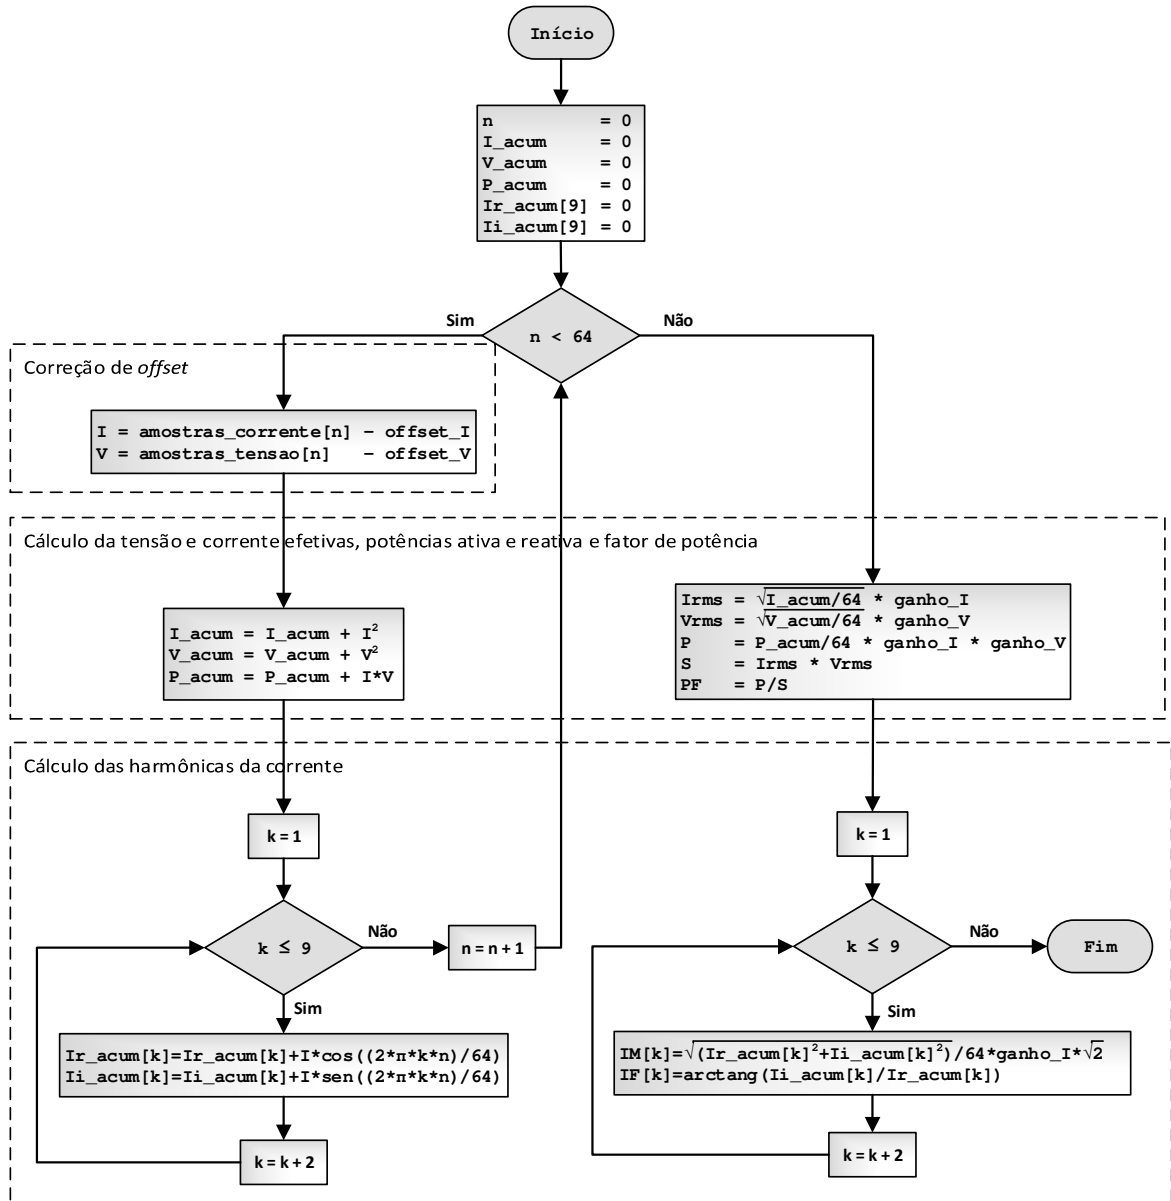 Início
n = 0
I_acum = 0
V_acum = 0
P_acum = 0
Ir_acum[9] = 0
Ii_acum[9] = 0
n < 64
Sim
Não
Correção de offset
I = amostras_corrente[n] - offset_I
V = amostras_tensao[n] - offset_V
Cálculo da tensão e corrente efetivas, potências ativa e reativa e fator de potência
I_acum = I_acum + I²
V_acum = V_acum + V²
P_acum = P_acum + I*V
Irms = √I_acum/64 * ganho_I
Vrms = √V_acum/64 * ganho_V
P = P_acum/64 * ganho_I * ganho_V
S = Irms * Vrms
PF = P/S
Cálculo das harmônicas da corrente
k = 1
k ≤ 9
Não
n = n + 1
Sim
Ir_acum[k]=Ir_acum[k]+I*cos((2*π*k*n)/64)
Ii_acum[k]=Ii_acum[k]+I*sen((2*π*k*n)/64)
k = k + 2
k = 1
k ≤ 9
Não
Fim
Sim
IM[k]=√(Ir_acum[k]²+Ii_acum[k]²)/64*ganho_I*√2
IF[k]=arctang(Ii_acum[k]/Ir_acum[k])
k = k + 2